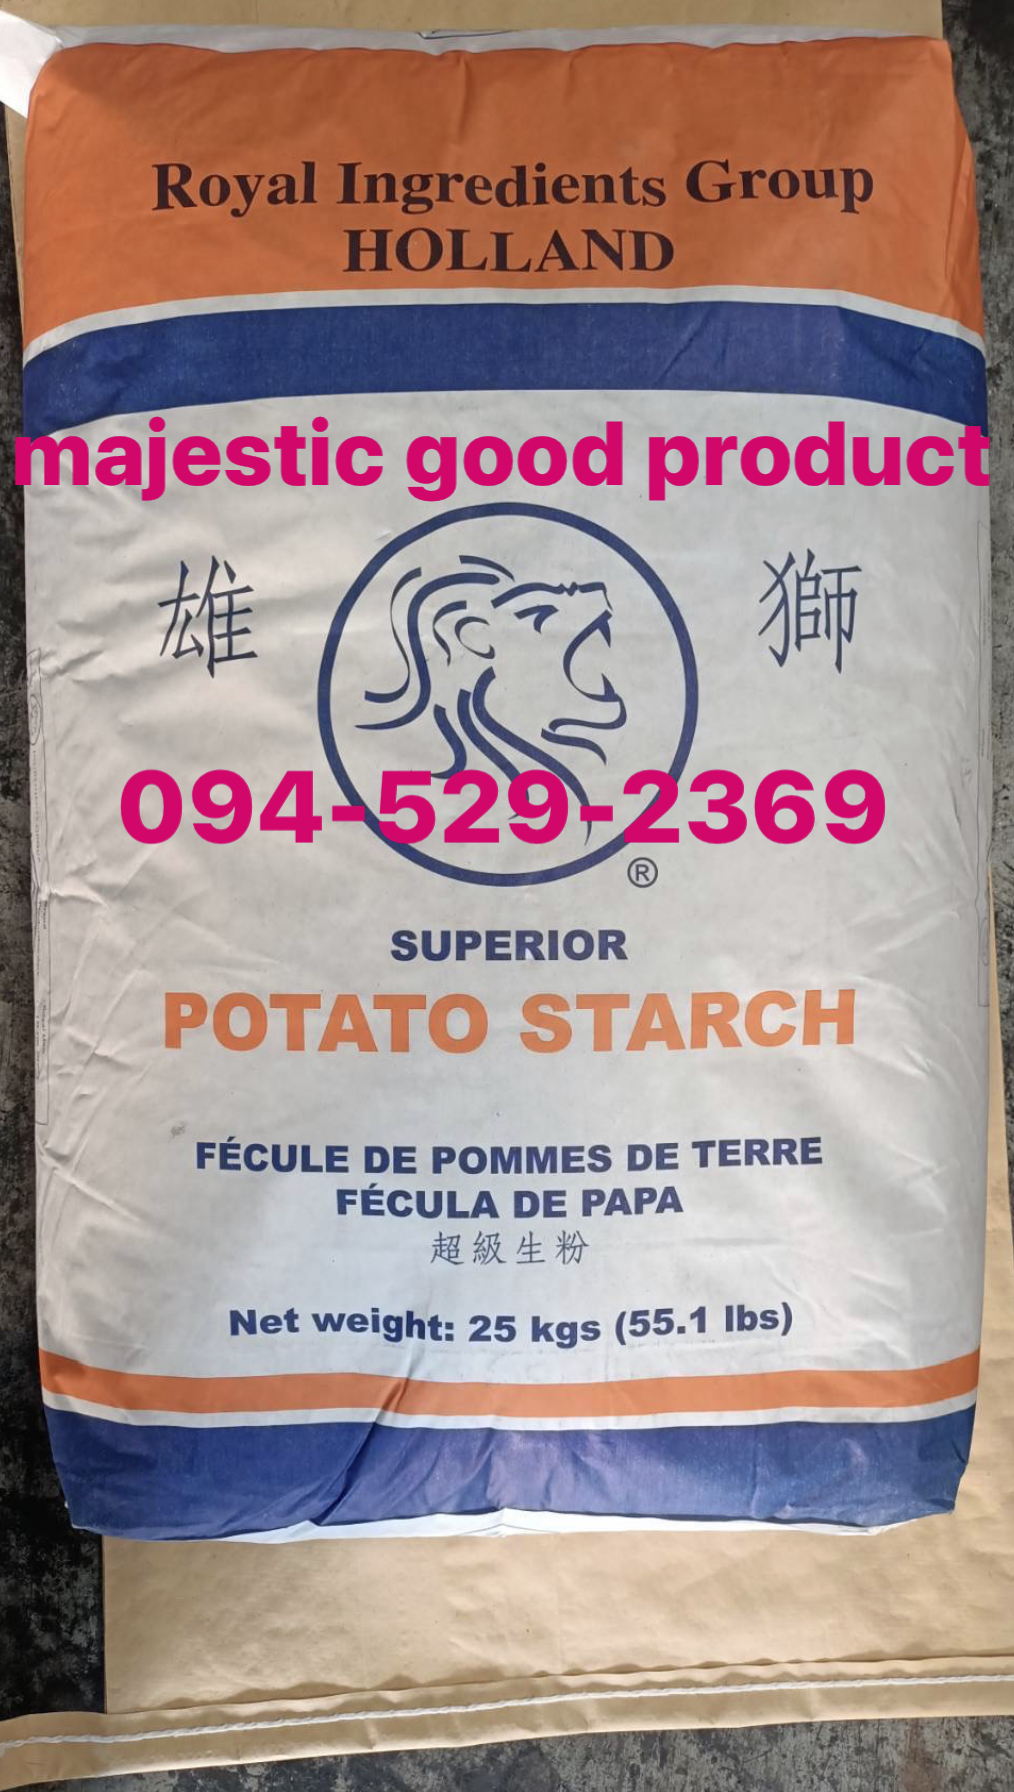 Royal Ingredients Group
HOLLAND
majestic good product
雄 獅
094-529-2369
®
SUPERIOR
POTATO STARCH
FÉCULE DE POMMES DE TERRE
FÉCULA DE PAPA
超級生粉
Net weight: 25 kgs (55.1 lbs)